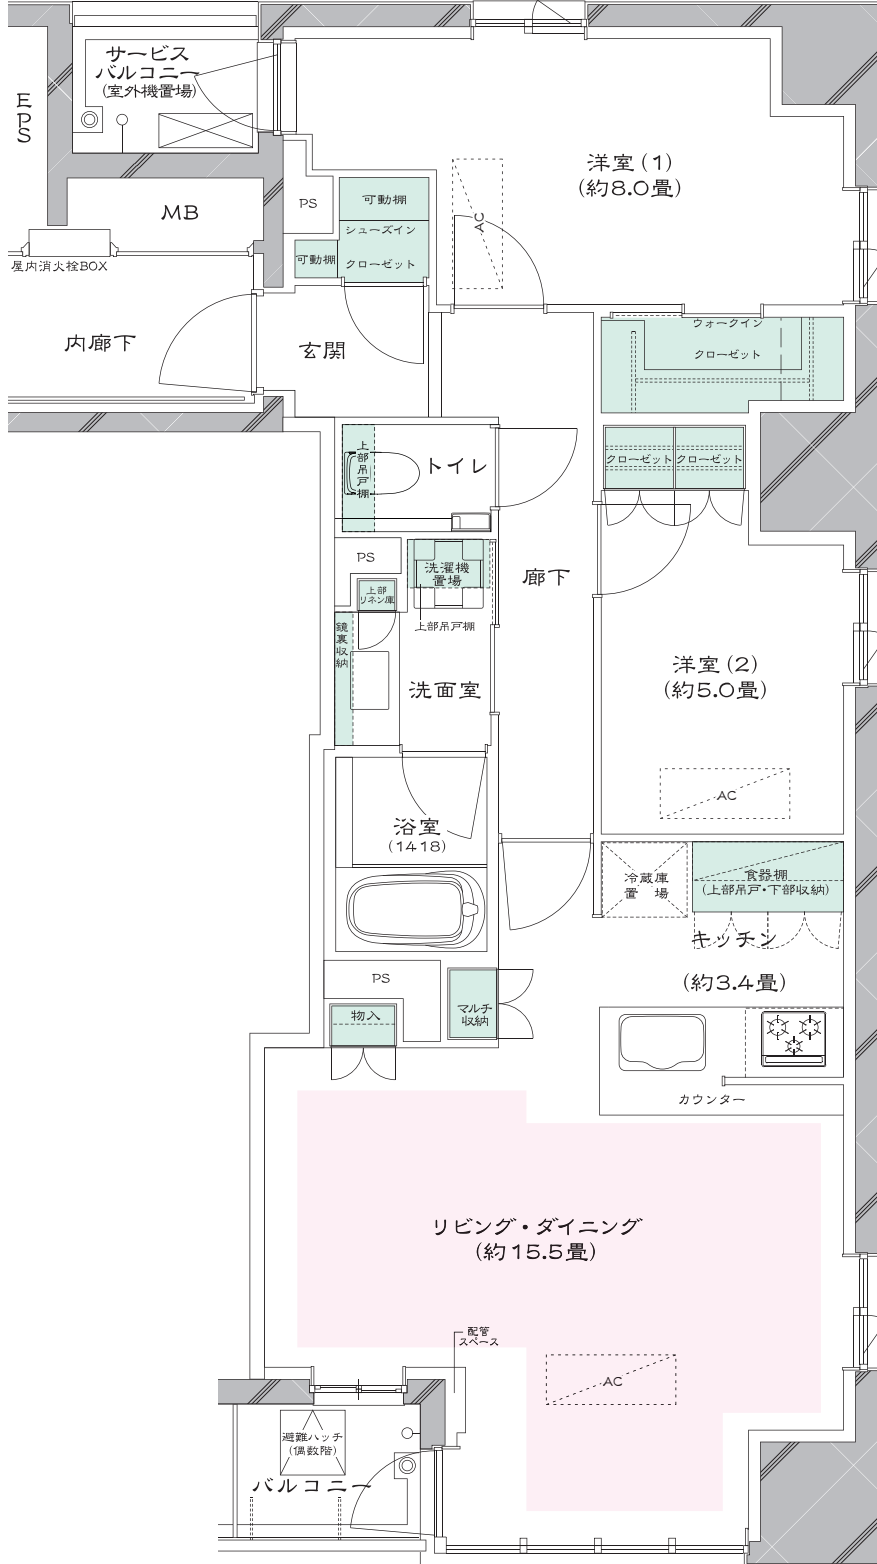 サービス
バルコニー
(室外機置場)
EPS
MB
屋内消火栓BOX
内廊下
PS
可動棚
シューズイン
クローゼット
可動棚
玄関
AC
洋室(1)
(約8.0畳)
ウォークイン
クローゼット
クローゼット
クローゼット
上部吊戸棚
トイレ
PS
洗濯機
置場
上部
リネン庫
上部吊戸棚
鏡裏収納
洗面室
廊下
洋室(2)
(約5.0畳)
AC
浴室
(1418)
冷蔵庫
置場
食器棚
(上部吊戸・下部収納)
キッチン
(約3.4畳)
PS
物入
マルチ
収納
カウンター
リビング・ダイニング
(約15.5畳)
配管
スペース
AC
避難ハッチ
(偶数階)
バルコニー